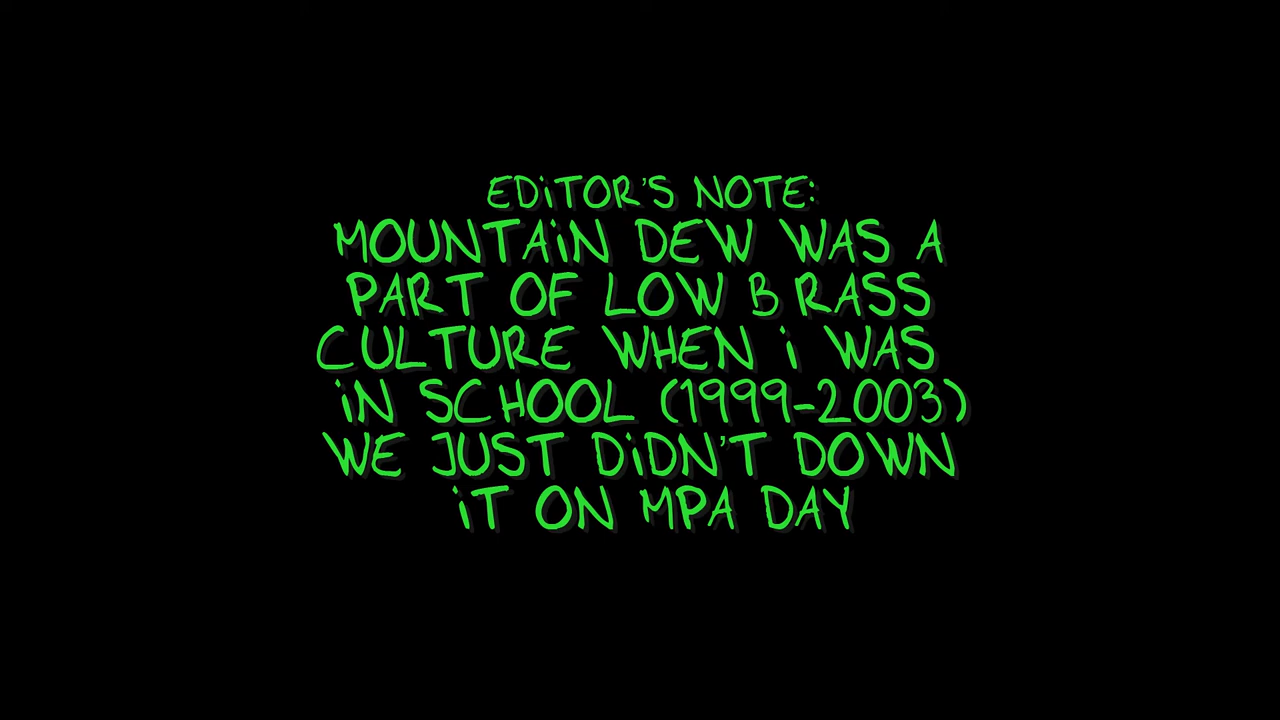 EDiTOR'S NOTE:
MOUNTAiN DEW WAS A
PART OF LOW BRASS
CULTURE WHEN i WAS
iN SCHOOL (1999-2003)
WE JUST DiDN'T DOWN
iT ON MPA DAY